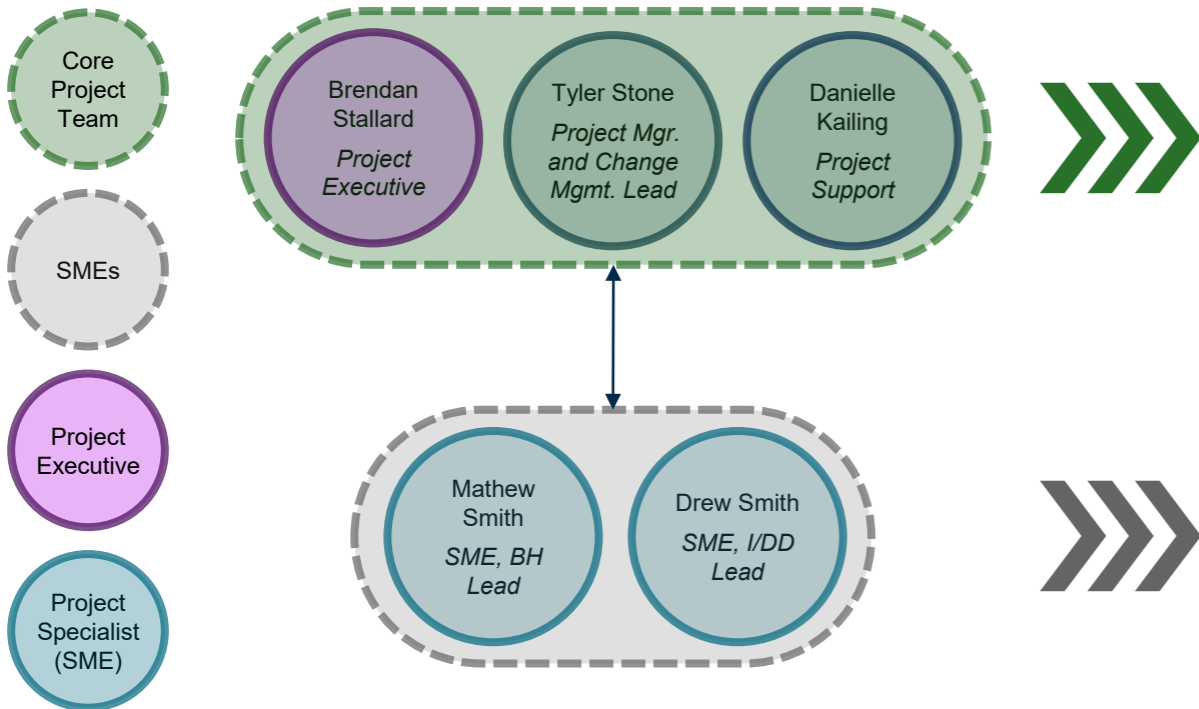 Core
Project
Team
SMEs
Project
Executive
Project
Specialist
(SME)
Brendan
Stallard
Project
Executive
Tyler Stone
Project Mgr.
and Change
Mgmt. Lead
Danielle
Kailing
Project
Support
Mathew
Smith
SME, BH
Lead
Drew Smith
SME, I/DD
Lead